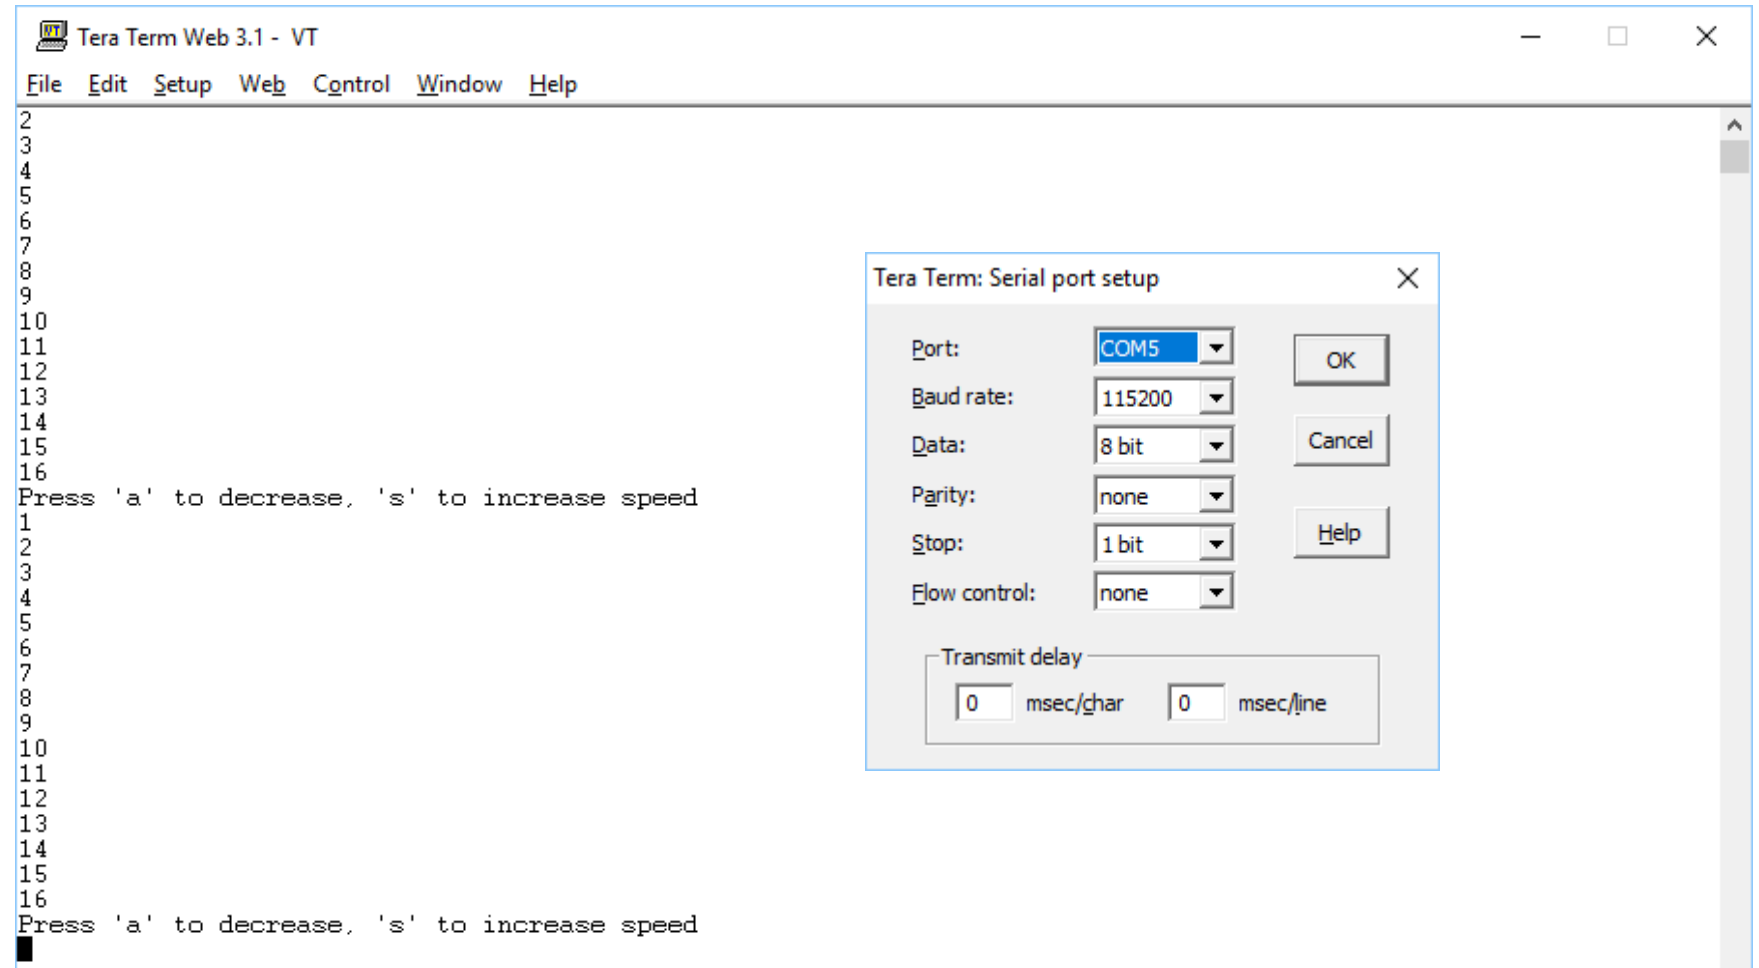 Tera Term Web 3.1 - VT
File Edit Setup Web Control Window Help
2
3
4
5
6
7
8
9
10
11
12
13
14
15
16
Press 'a' to decrease, 's' to increase speed
1
2
3
4
5
6
7
8
9
10
11
12
13
14
15
16
Press 'a' to decrease, 's' to increase speed
Tera Term: Serial port setup
Port: COM5
OK
Baud rate: 115200
Data: 8 bit
Cancel
Parity: none
Stop: 1 bit
Help
Flow control: none
Transmit delay
0 msec/char 0 msec/line